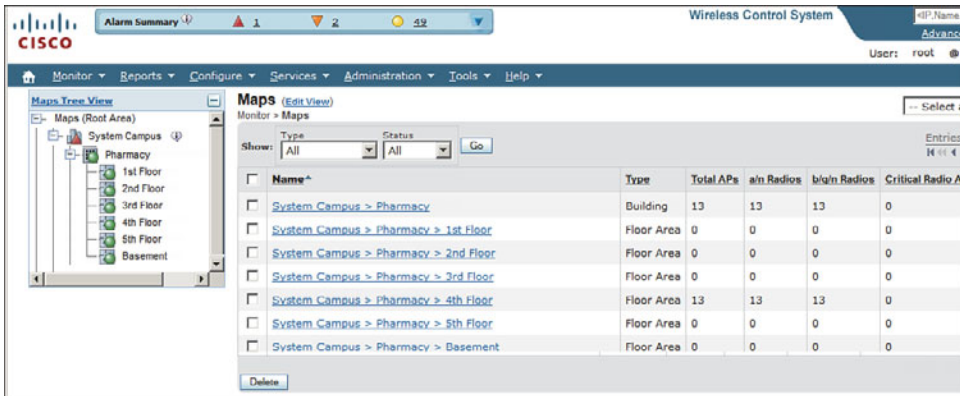 Alarm Summary 1 2 49
Wireless Control System
<IP,Name
CISCO
Advance
User: root @
Monitor Reports Configure Services Administration Tools Help
Maps Tree View
Maps (Root Area)
System Campus
Pharmacy
1st Floor
2nd Floor
3rd Floor
4th Floor
5th Floor
Basement
Maps (Edit View)
Monitor > Maps
-- Select a
Show: Type Status
All All Go
Entries
Name Type Total APs a/n Radios b/g/n Radios Critical Radio A
System Campus > Pharmacy Building 13 13 13 0
System Campus > Pharmacy > 1st Floor Floor Area 0 0 0 0
System Campus > Pharmacy > 2nd Floor Floor Area 0 0 0 0
System Campus > Pharmacy > 3rd Floor Floor Area 0 0 0 0
System Campus > Pharmacy > 4th Floor Floor Area 13 13 13 0
System Campus > Pharmacy > 5th Floor Floor Area 0 0 0 0
System Campus > Pharmacy > Basement Floor Area 0 0 0 0
Delete